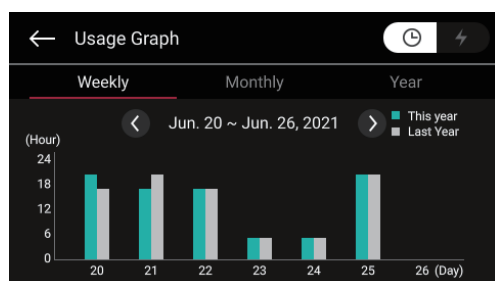 Usage Graph
Weekly Monthly Year
Jun. 20 ~ Jun. 26, 2021
This year
Last Year
(Hour)
24
18
12
6
0
20 21 22 23 24 25 26 (Day)